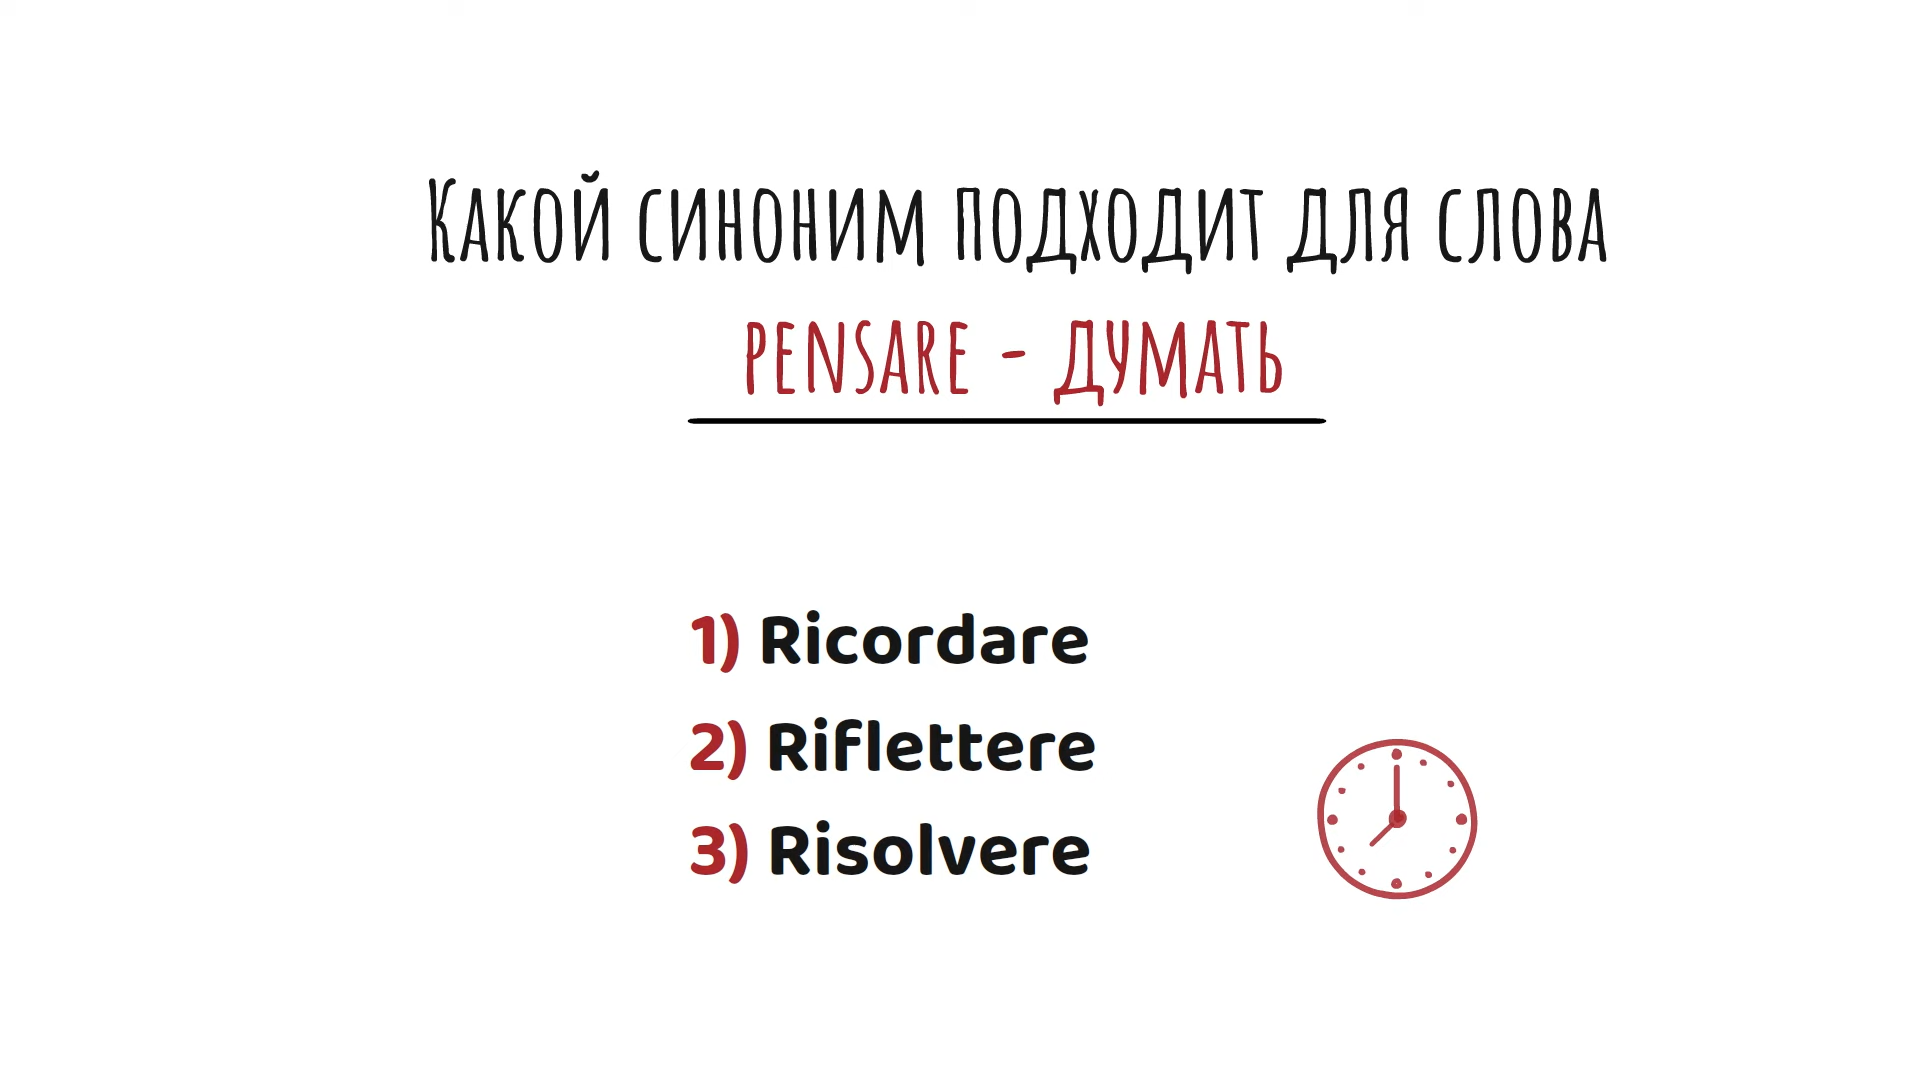 Какой синоним подходит для слова
pensare - думать
1) Ricordare
2) Riflettere
3) Risolvere